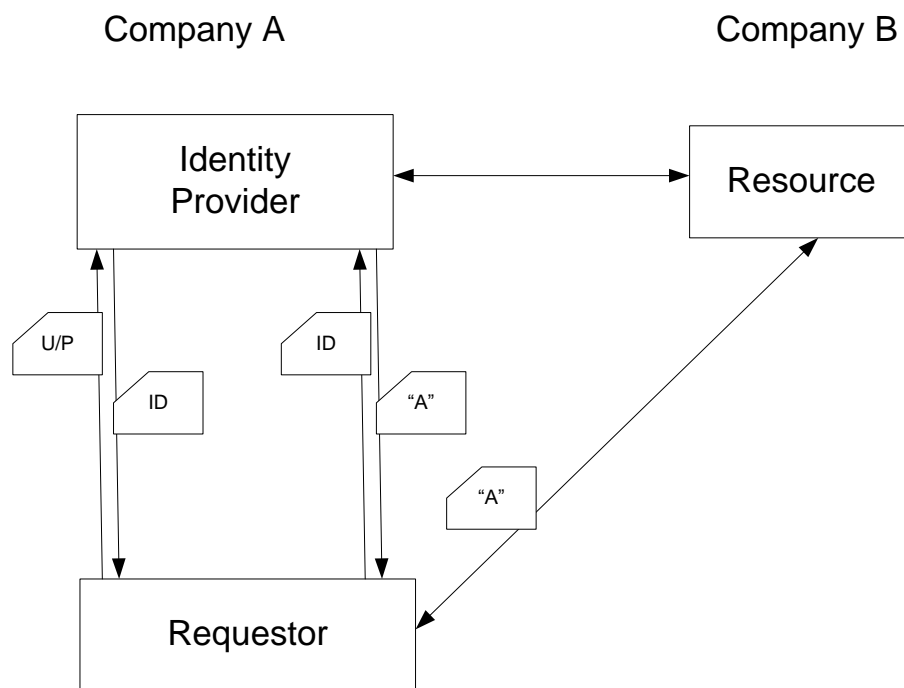 Company A
Company B
Identity
Provider
Resource
U/P
ID
ID
“A”
“A”
Requestor